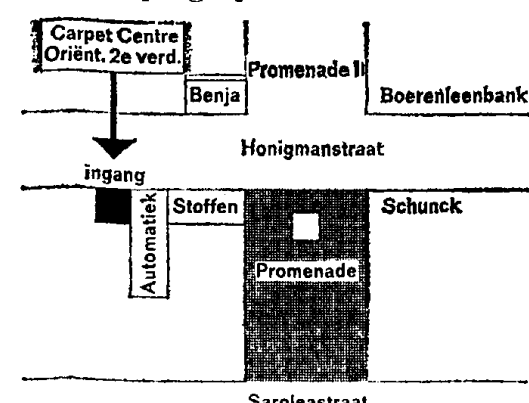 Carpet Centre
Oriënt. 2e verd.
Promenade II
Benja
Boerenleenbank
Honigmanstraat
ingang
Automatiek
Stoffen
Schunck
Promenade
Saroleastraat